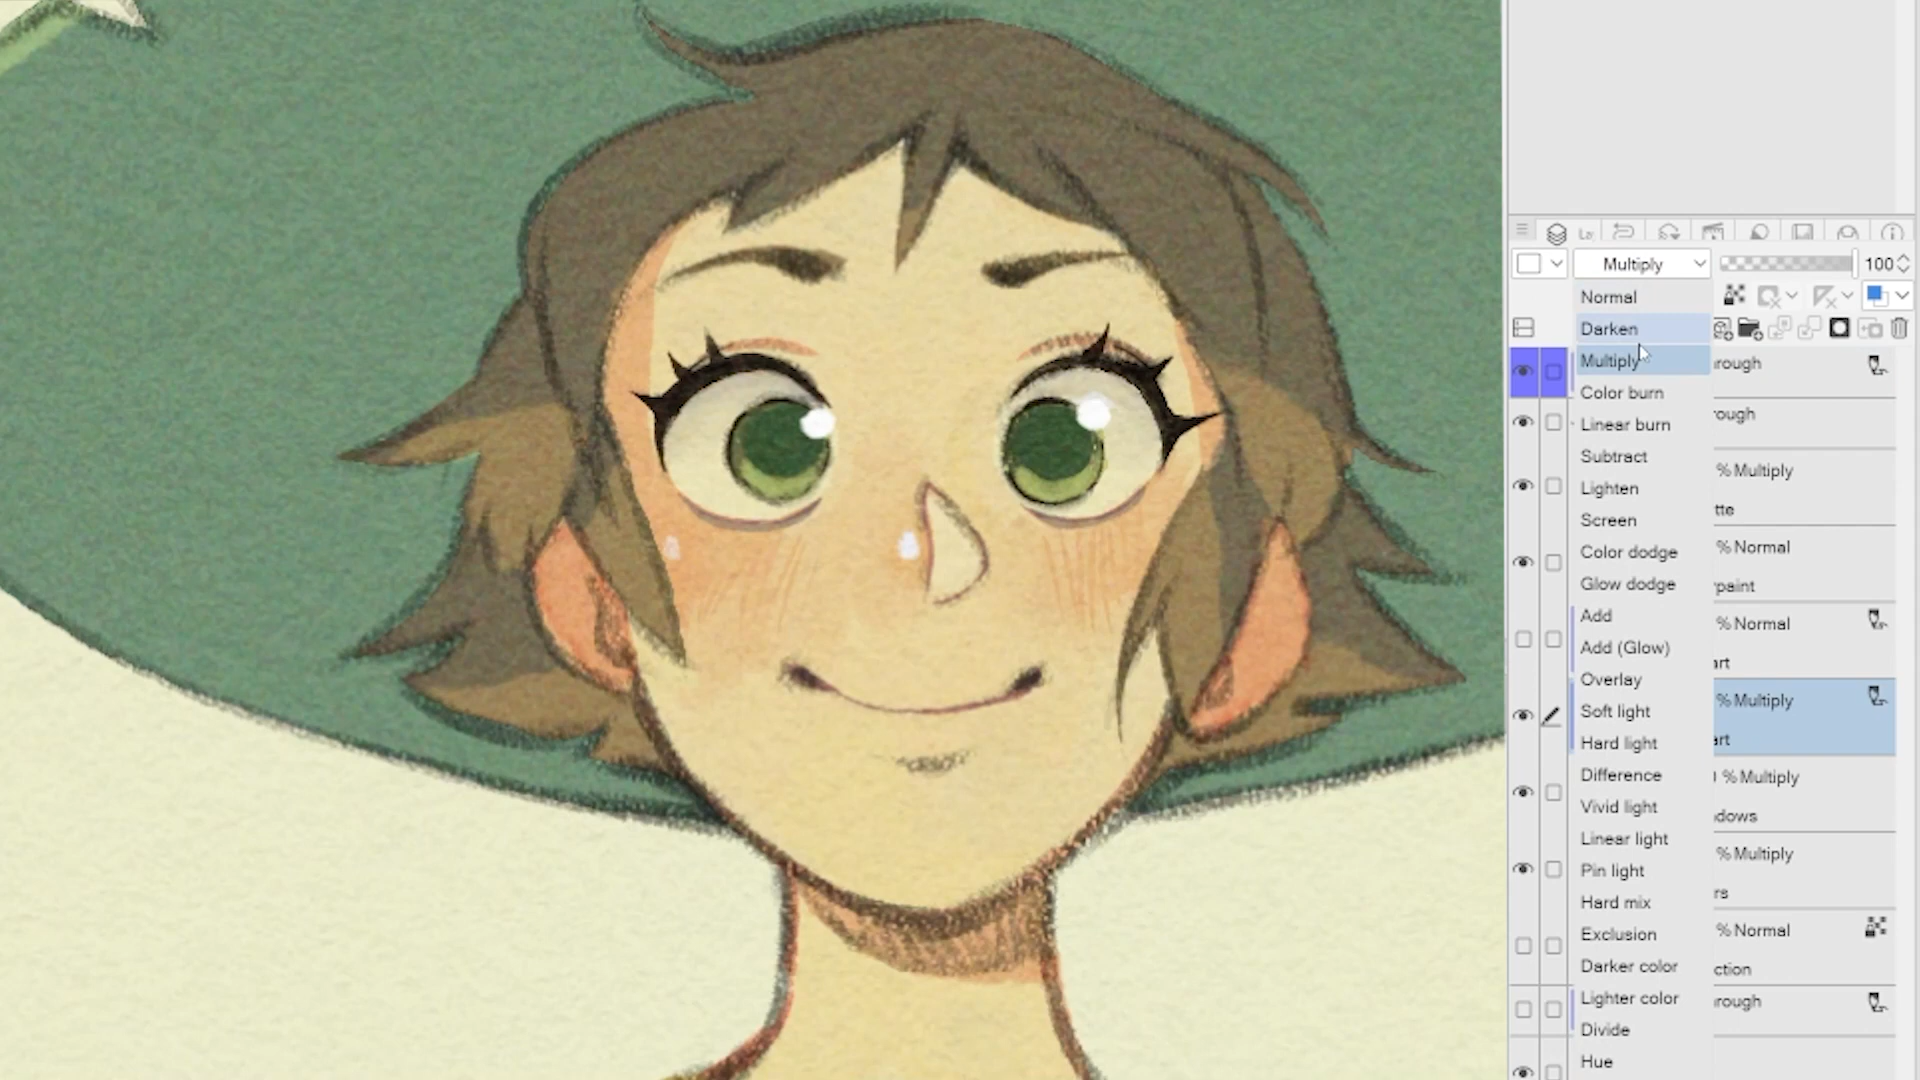 Multiply 100
Normal
Darken
Multiply
Color burn
Linear burn
Subtract
Lighten
Screen
Color dodge
Glow dodge
Add
Add (Glow)
Overlay
Soft light
Hard light
Difference
Vivid light
Linear light
Pin light
Hard mix
Exclusion
Darker color
Lighter color
Divide
Hue
rough
rough
% Multiply
tte
% Normal
paint
% Normal
art
% Multiply
art
% Multiply
dows
% Multiply
rs
% Normal
ction
rough